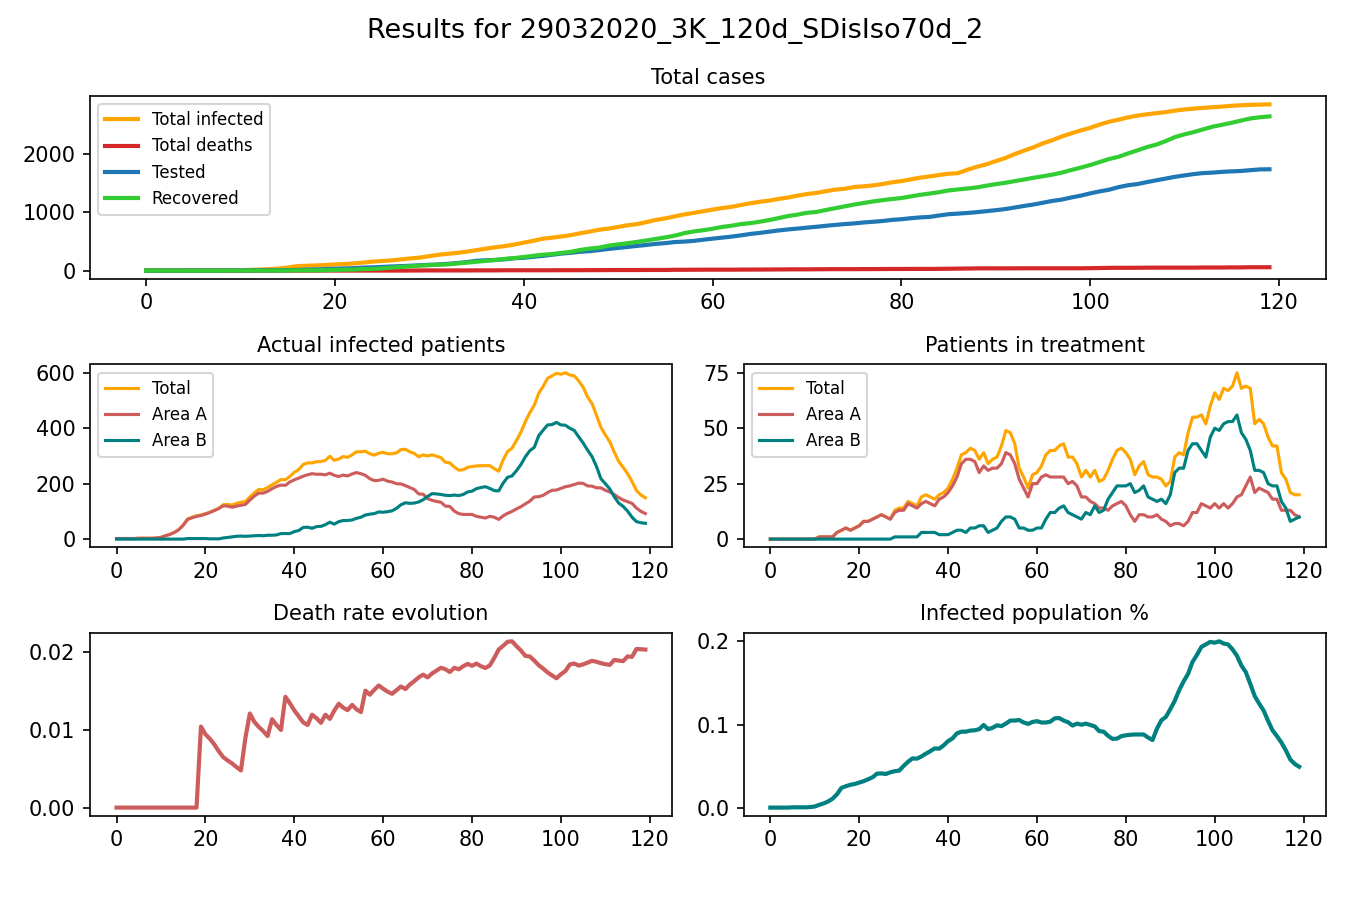 Results for 29032020_3K_120d_SDisIso70d_2
Total cases
Total infected
Total deaths
Tested
Recovered
2000
1000
0
0 20 40 60 80 100 120
Actual infected patients
Total
Area A
Area B
600
400
200
0
0 20 40 60 80 100 120
Patients in treatment
Total
Area A
Area B
75
50
25
0
0 20 40 60 80 100 120
Death rate evolution
0.02
0.01
0.00
0 20 40 60 80 100 120
Infected population %
0.2
0.1
0.0
0 20 40 60 80 100 120